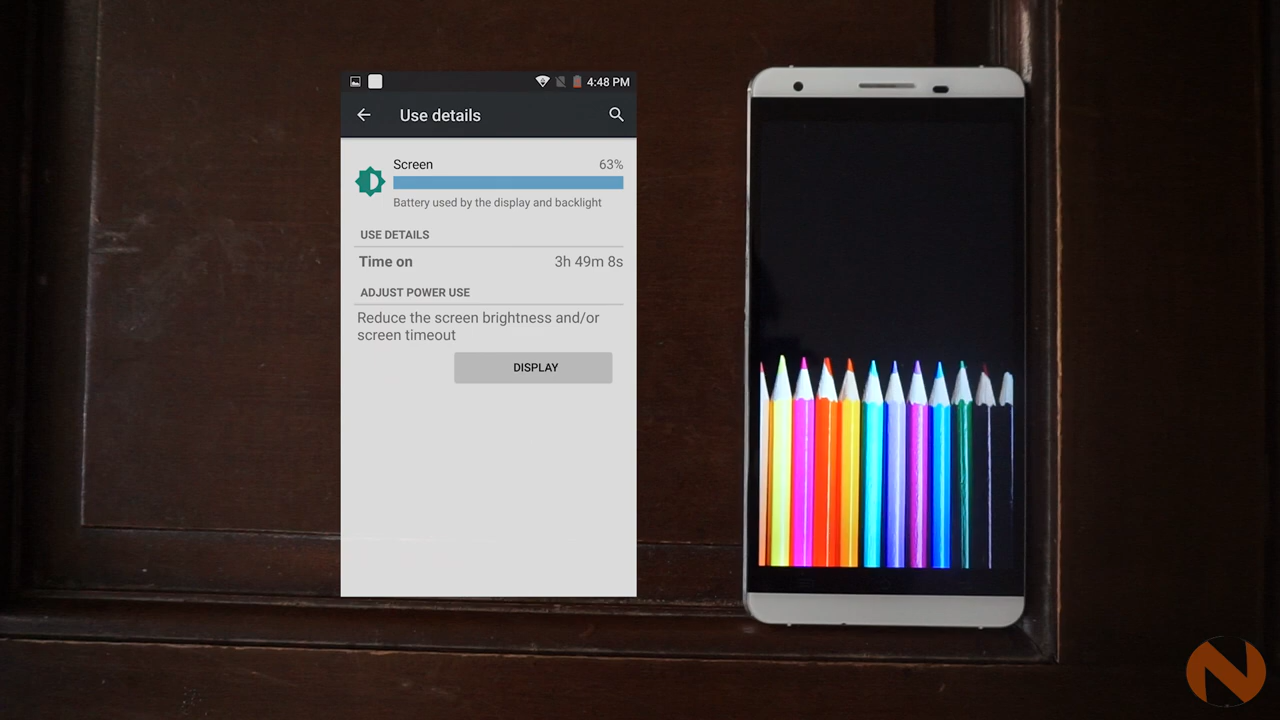 4:48 PM
Use details
Screen 63%
Battery used by the display and backlight
USE DETAILS
Time on 3h 49m 8s
ADJUST POWER USE
Reduce the screen brightness and/or
screen timeout
DISPLAY
N